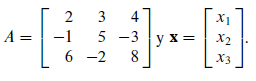 A = [ 2 3 4 ; −1 5 −3 ; 6 −2 8 ] y x = [ x₁ ; x₂ ; x₃ ].